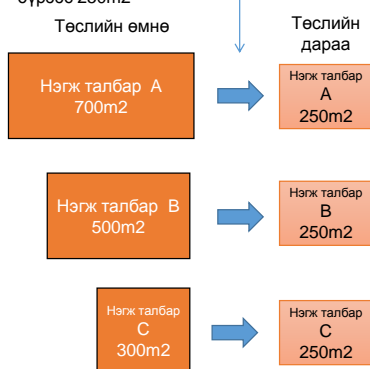 Төслийн өмнө
Төслийн
дараа
Нэгж талбар A
700m2
Нэгж талбар
A
250m2
Нэгж талбар B
500m2
Нэгж талбар
B
250m2
Нэгж талбар
C
300m2
Нэгж талбар
C
250m2